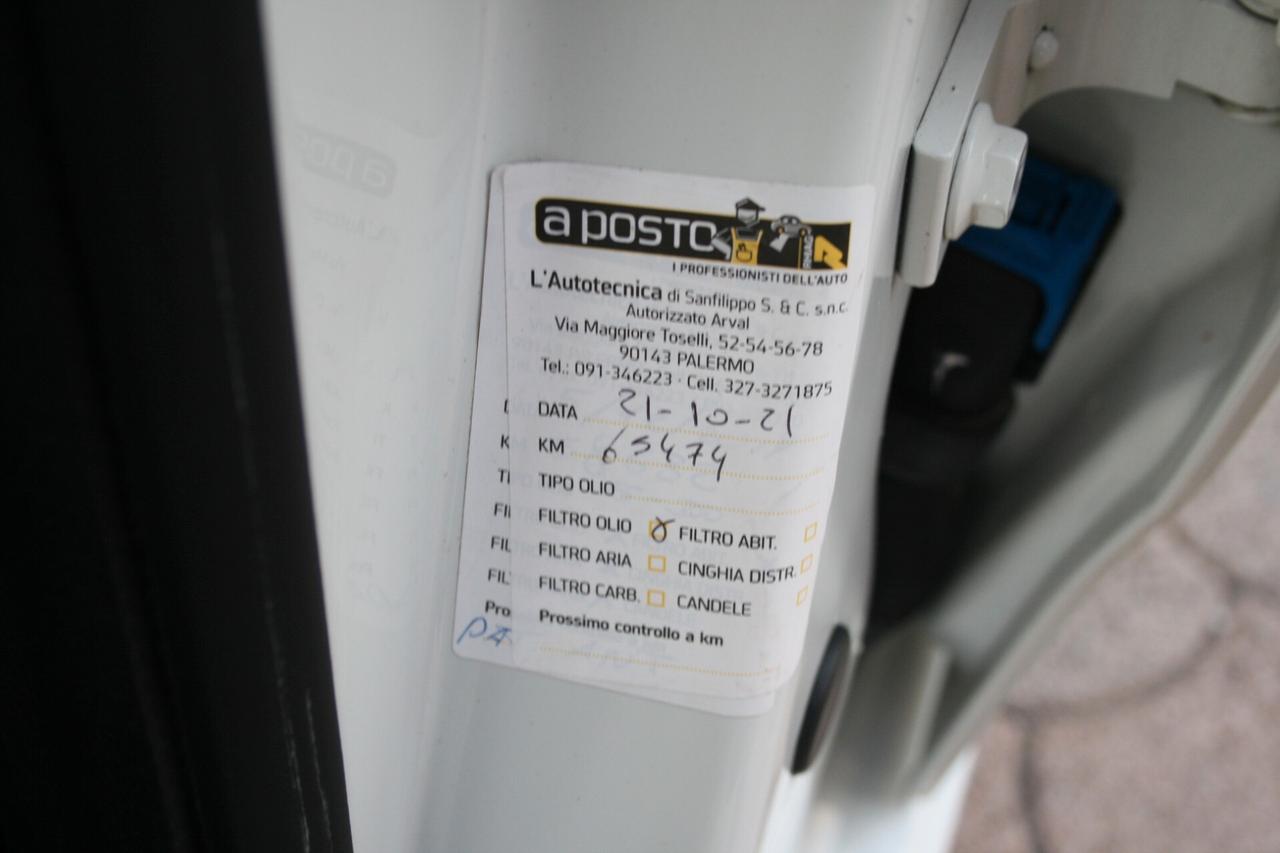 a posto
RMAG
I PROFESSIONISTI DELL'AUTO
L'Autotecnica di Sanfilippo S. & C. s.n.c.
Autorizzato Arval
Via Maggiore Toselli, 52-54-56-78
90143 PALERMO
Tel.: 091-346223 · Cell. 327-3271875
DATA 21-10-21
KM 65474
TIPO OLIO
FILTRO OLIO FILTRO ABIT.
FILTRO ARIA CINGHIA DISTR.
FILTRO CARB. CANDELE
Prossimo controllo a km